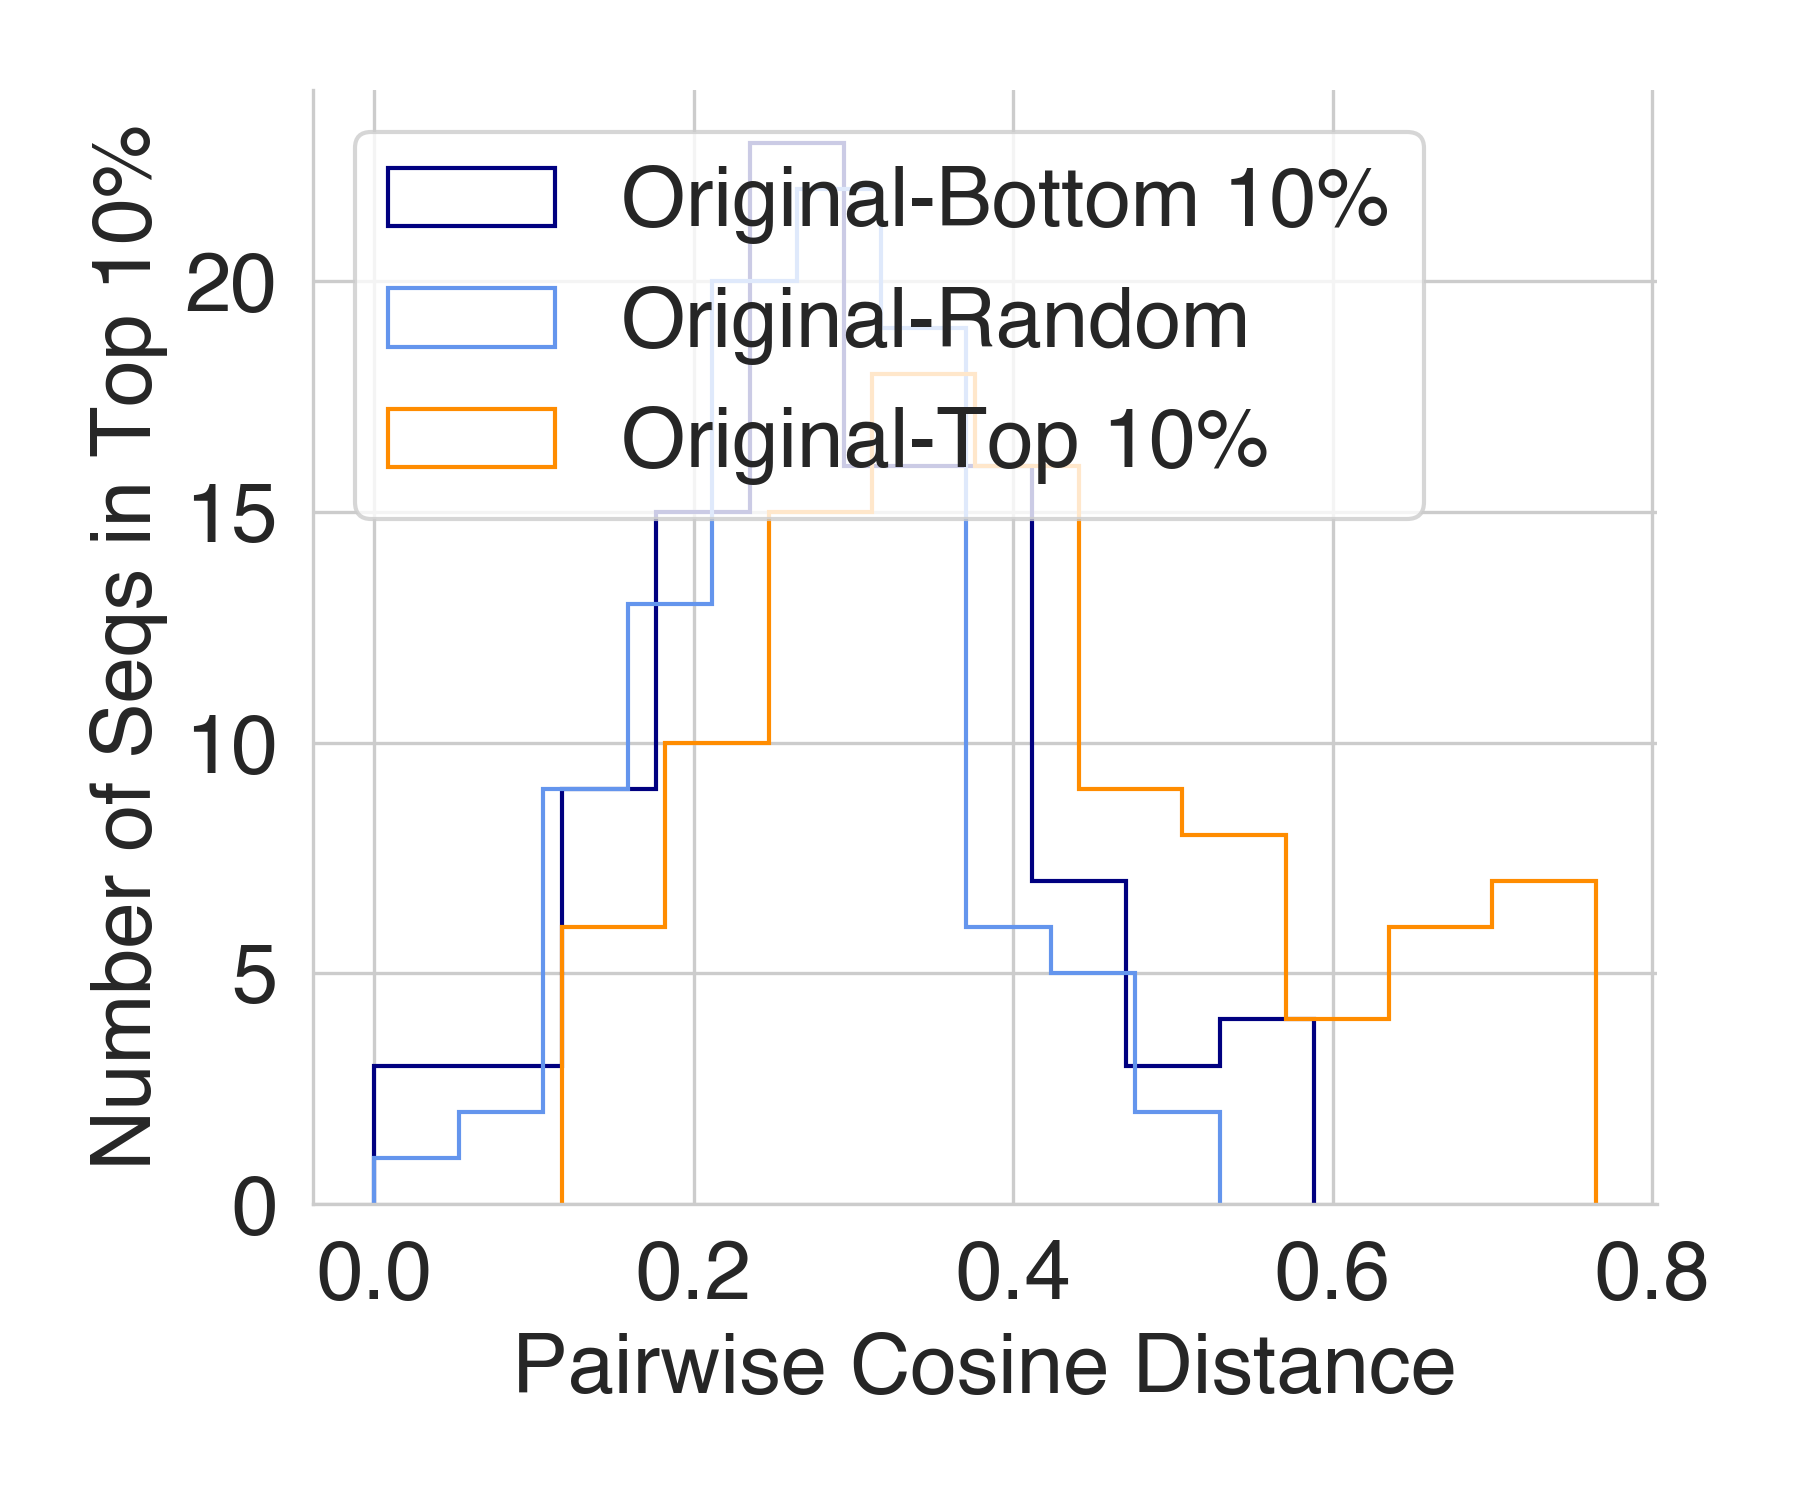 Number of Seqs in Top 10%
20
15
10
5
0
Original-Bottom 10%
Original-Random
Original-Top 10%
0.0 0.2 0.4 0.6 0.8
Pairwise Cosine Distance